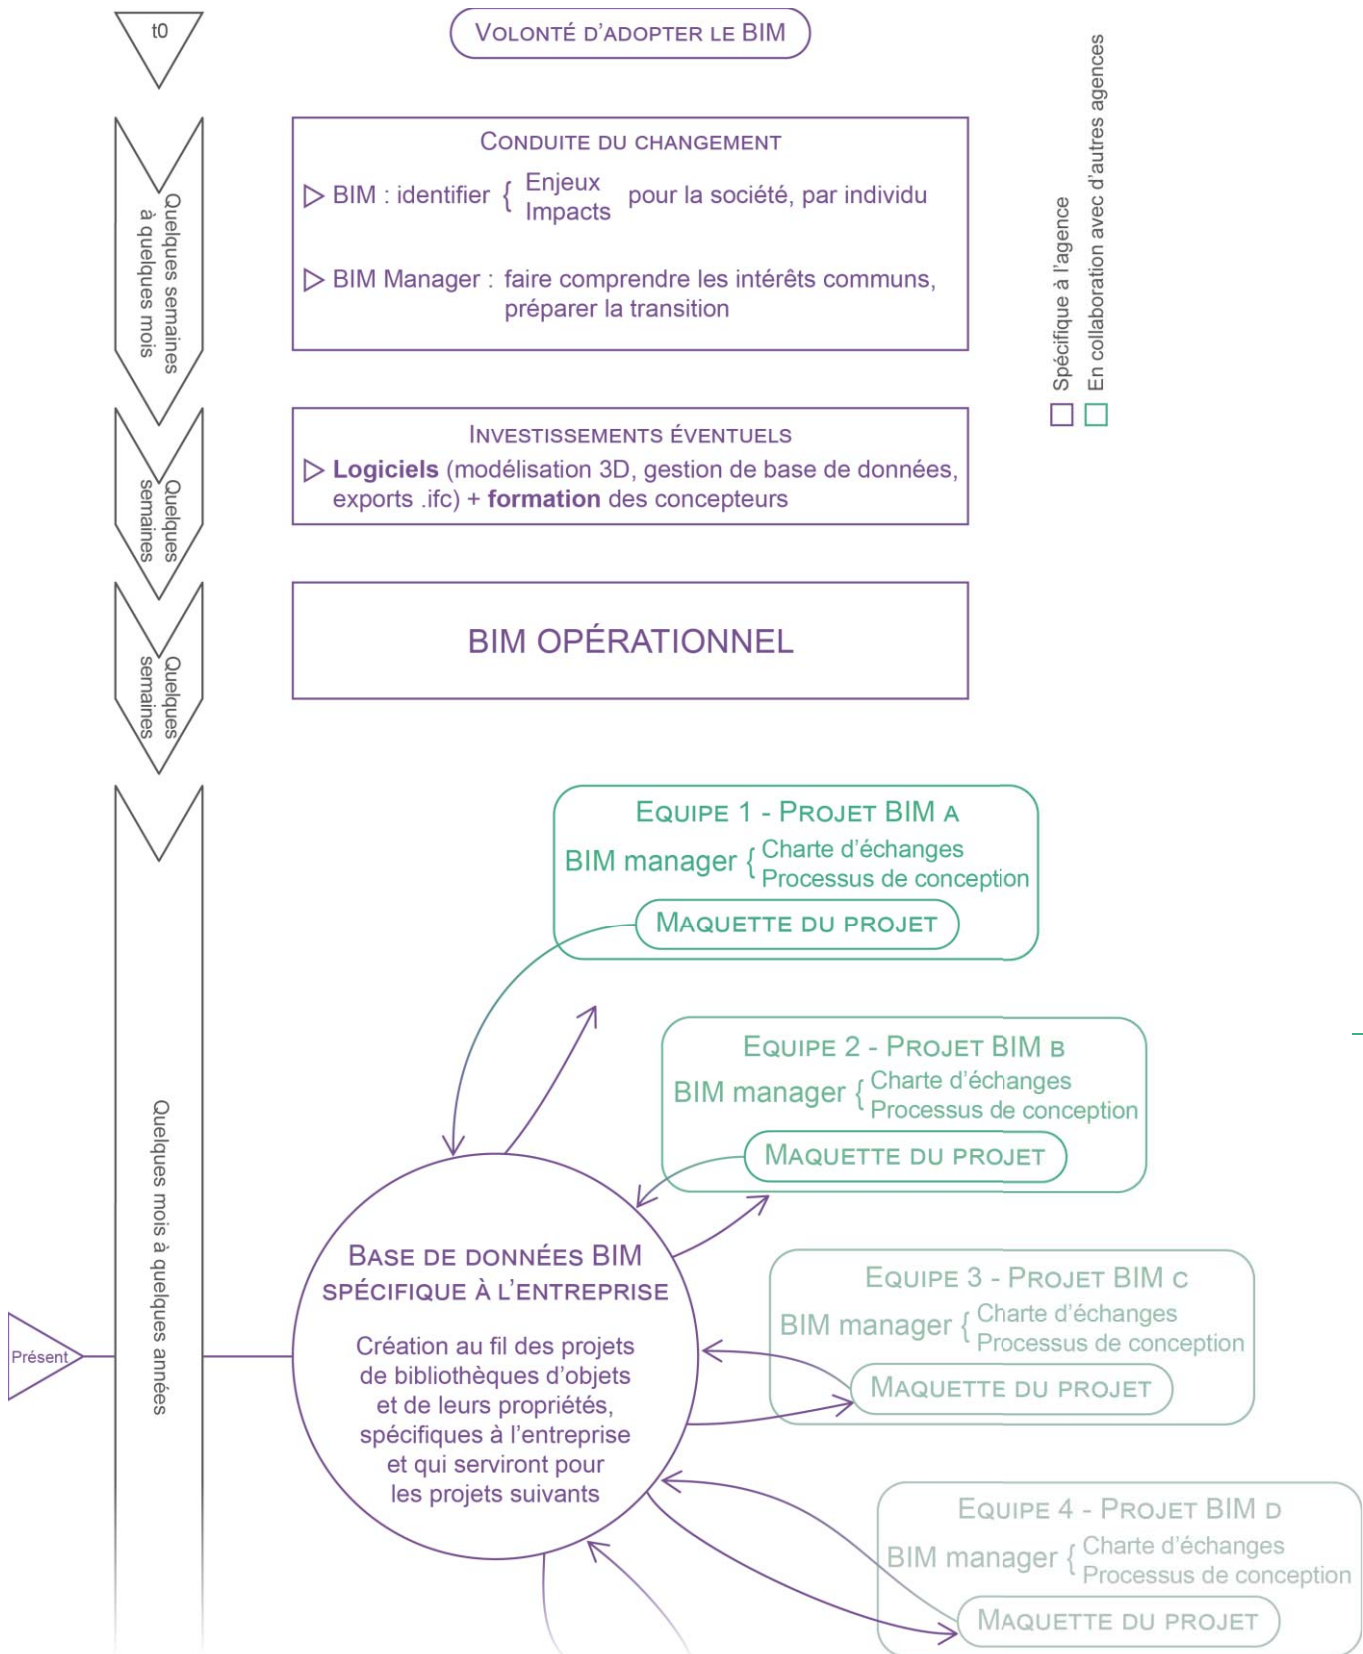 t0
VOLONTÉ D'ADOPTER LE BIM
Spécifique à l'agence
En collaboration avec d'autres agences
Quelques semaines
à quelques mois
CONDUITE DU CHANGEMENT
BIM : identifier { Enjeux
Impacts
pour la société, par individu
BIM Manager : faire comprendre les intérêts communs,
préparer la transition
Quelques
semaines
INVESTISSEMENTS ÉVENTUELS
Logiciels (modélisation 3D, gestion de base de données,
exports .ifc) + formation des concepteurs
Quelques
semaines
BIM OPÉRATIONNEL
Quelques mois à quelques années
EQUIPE 1 - PROJET BIM A
BIM manager { Charte d'échanges
Processus de conception
MAQUETTE DU PROJET
EQUIPE 2 - PROJET BIM B
BIM manager { Charte d'échanges
Processus de conception
MAQUETTE DU PROJET
Présent
BASE DE DONNÉES BIM
SPÉCIFIQUE À L'ENTREPRISE
Création au fil des projets
de bibliothèques d'objets
et de leurs propriétés,
spécifiques à l'entreprise
et qui serviront pour
les projets suivants
EQUIPE 3 - PROJET BIM C
BIM manager { Charte d'échanges
Processus de conception
MAQUETTE DU PROJET
EQUIPE 4 - PROJET BIM D
BIM manager { Charte d'échanges
Processus de conception
MAQUETTE DU PROJET